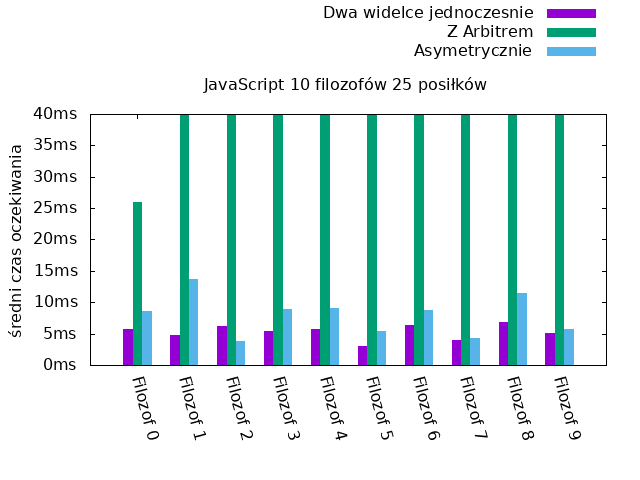 Dwa widelce jednoczesnie
Z Arbitrem
Asymetrycznie
JavaScript 10 filozofów 25 posiłków
średni czas oczekiwania
40ms
35ms
30ms
25ms
20ms
15ms
10ms
5ms
0ms
Filozof 0
Filozof 1
Filozof 2
Filozof 3
Filozof 4
Filozof 5
Filozof 6
Filozof 7
Filozof 8
Filozof 9